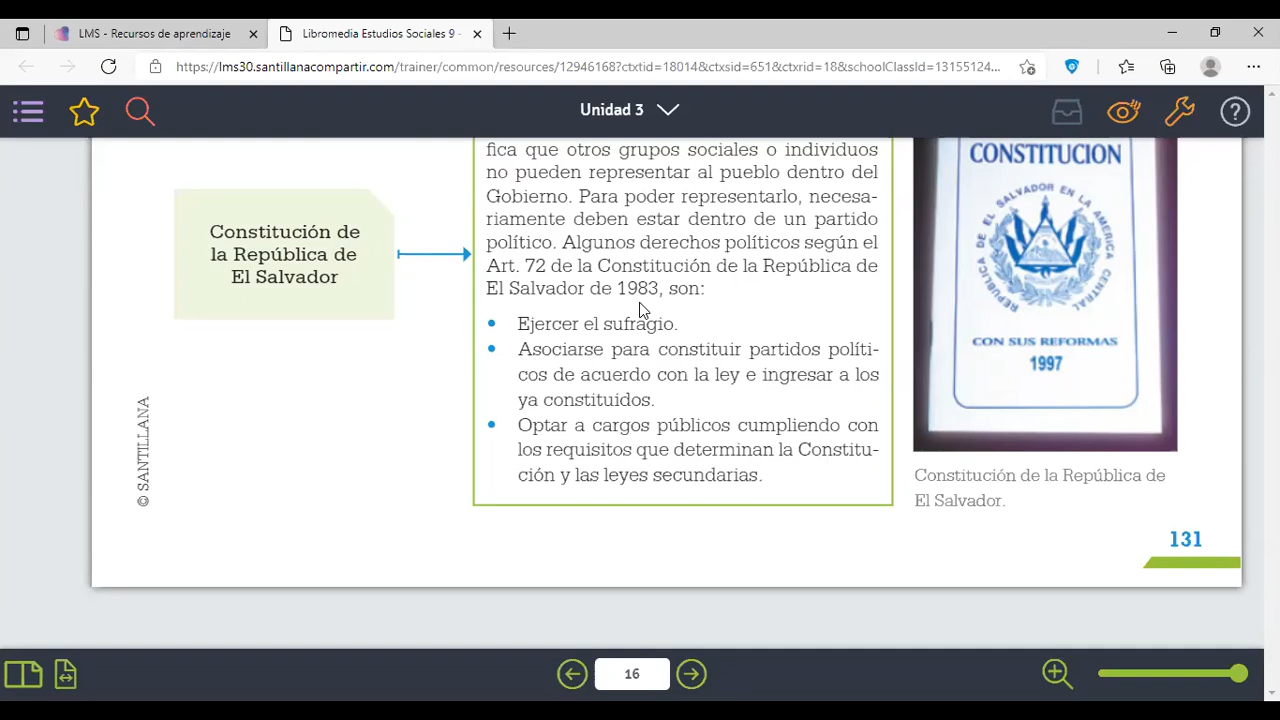 LMS - Recursos de aprendizaje
Libromedia Estudios Sociales 9 -
https://lms30.santillanacompartir.com/trainer/common/resources/12946168?ctxtid=18014&ctxsid=651&ctxrid=18&schoolClassId=13155124...
Unidad 3
fica que otros grupos sociales o individuos
no pueden representar al pueblo dentro del
Gobierno. Para poder representarlo, necesa-
riamente deben estar dentro de un partido
político. Algunos derechos políticos según el
Art. 72 de la Constitución de la República de
El Salvador de 1983, son:
• Ejercer el sufragio.
• Asociarse para constituir partidos políti-
cos de acuerdo con la ley e ingresar a los
ya constituidos.
• Optar a cargos públicos cumpliendo con
los requisitos que determinan la Constitu-
ción y las leyes secundarias.
Constitución de
la República de
El Salvador
CONSTITUCION
REPUBLICA DE EL SALVADOR EN LA AMERICA CENTRAL
CON SUS REFORMAS
1997
Constitución de la República de
El Salvador.
© SANTILLANA
131
16